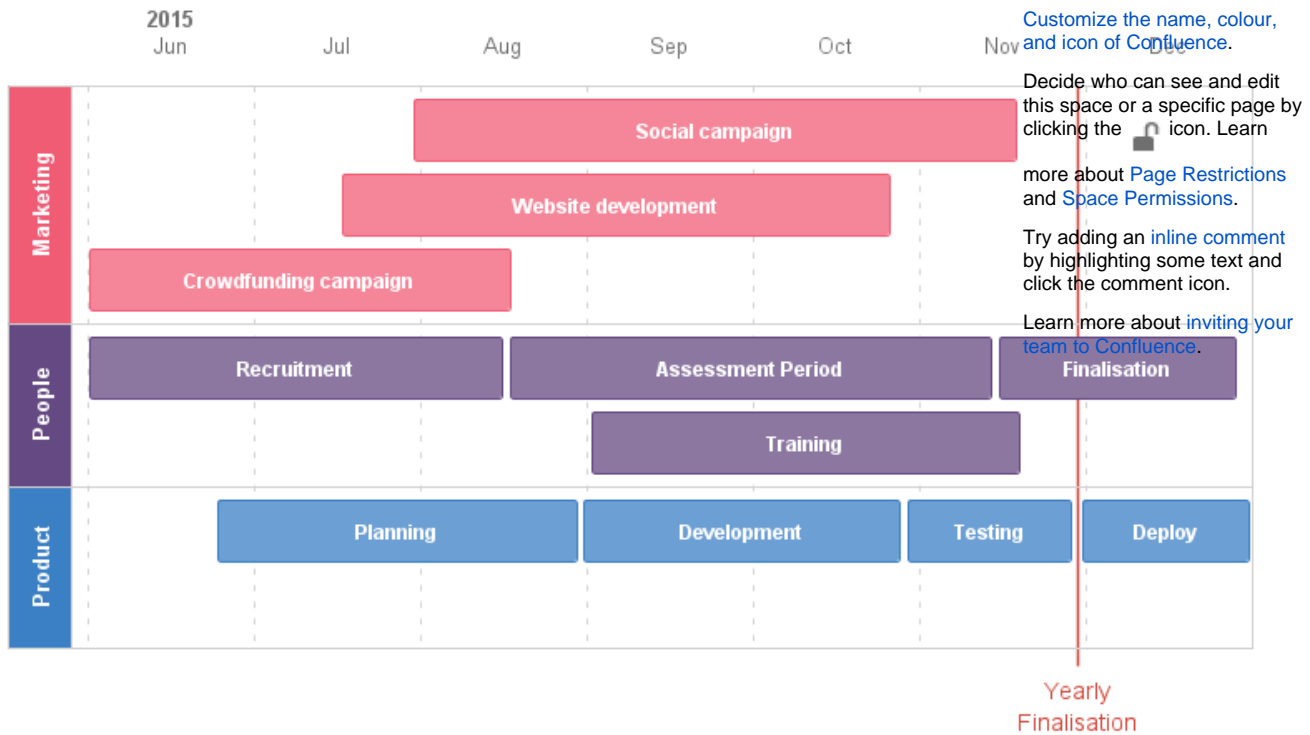 2015
Jun Jul Aug Sep Oct Nov Dec
Customize the name, colour,
and icon of Confluence.
Decide who can see and edit
this space or a specific page by
clicking the icon. Learn
more about Page Restrictions
and Space Permissions.
Try adding an inline comment
by highlighting some text and
click the comment icon.
Learn more about inviting your
team to Confluence.
Marketing
Social campaign
Website development
Crowdfunding campaign
People
Recruitment
Assessment Period
Finalisation
Training
Product
Planning
Development
Testing
Deploy
Yearly
Finalisation